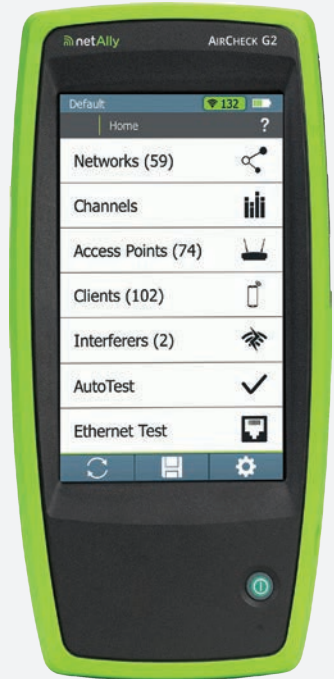 netAlly AIRCHECK G2
Default 132
Home ?
Networks (59)
Channels
Access Points (74)
Clients (102)
Interferers (2)
AutoTest
Ethernet Test